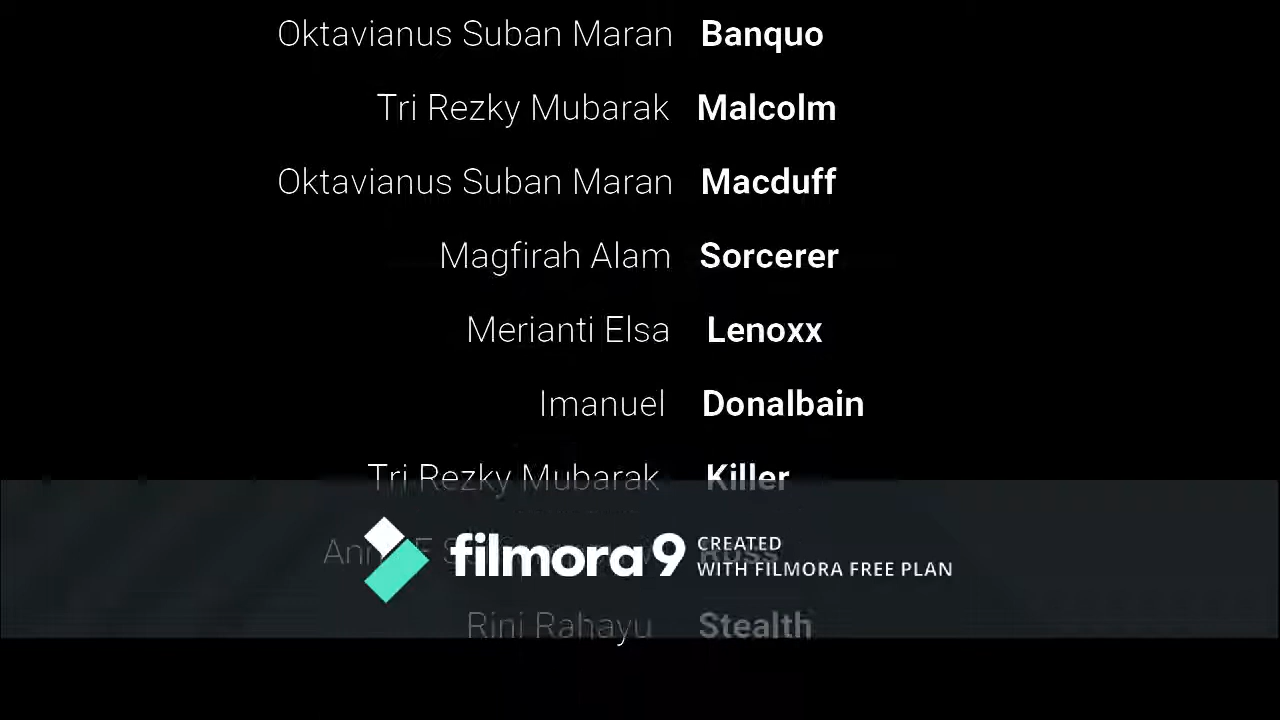 Oktavianus Suban Maran Banquo
Tri Rezky Mubarak Malcolm
Oktavianus Suban Maran Macduff
Magfirah Alam Sorcerer
Merianti Elsa Lenoxx
Imanuel Donalbain
Tri Rezky Mubarak Killer
Ross
filmora9 CREATED
WITH FILMORA FREE PLAN
Rini Rahayu Stealth